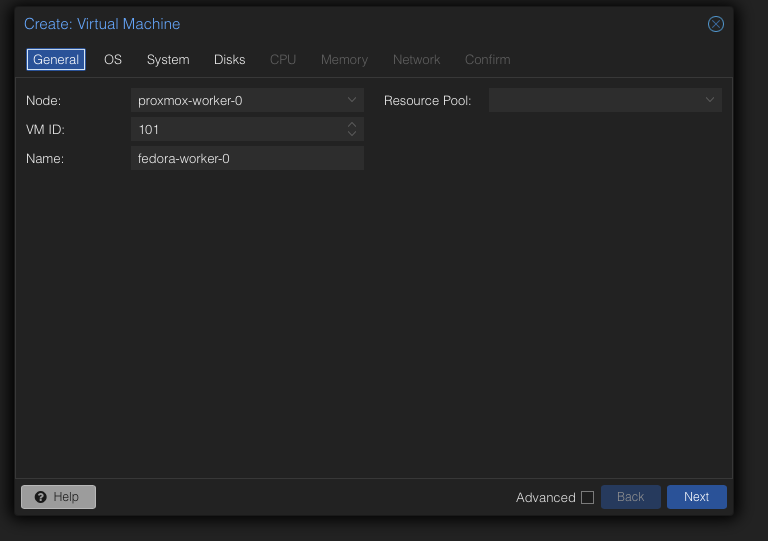 Create: Virtual Machine
General OS System Disks CPU Memory Network Confirm
Node: proxmox-worker-0 Resource Pool:
VM ID: 101
Name: fedora-worker-0
Help Advanced Back Next